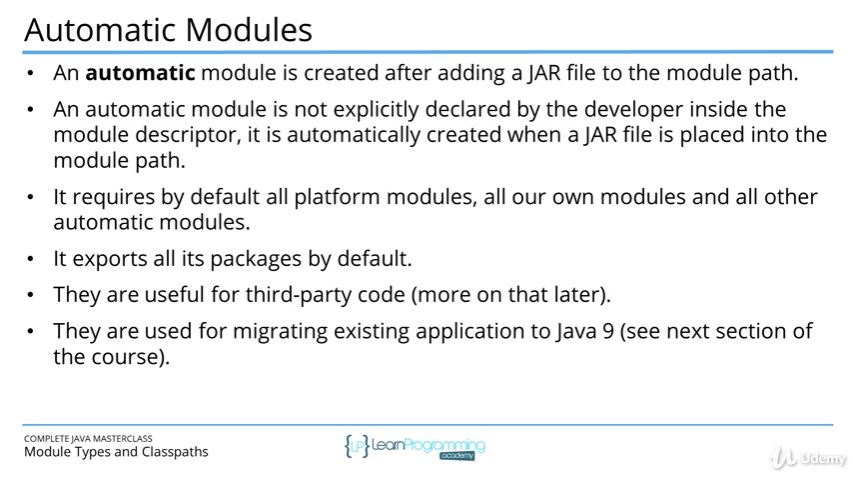 Automatic Modules
• An automatic module is created after adding a JAR file to the module path.
• An automatic module is not explicitly declared by the developer inside the
module descriptor, it is automatically created when a JAR file is placed into the
module path.
• It requires by default all platform modules, all our own modules and all other
automatic modules.
• It exports all its packages by default.
• They are useful for third-party code (more on that later).
• They are used for migrating existing application to Java 9 (see next section of
the course).
COMPLETE JAVA MASTERCLASS
Module Types and Classpaths
{LP} LearnProgramming
academy
Udemy